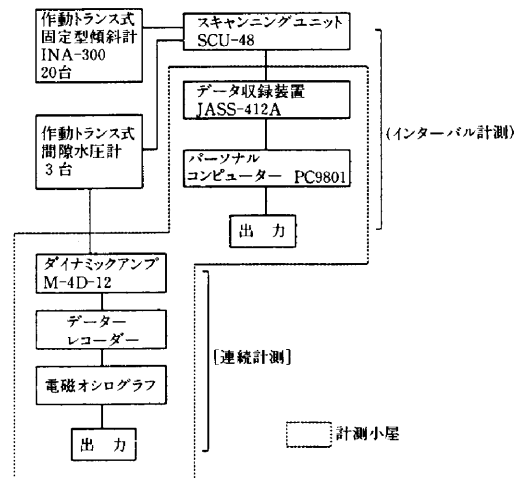 作動トランス式
固定型傾斜計
INA-300
20台
スキャンニングユニット
SCU-48
データ収録装置
JASS-412A
作動トランス式
間隙水圧計
3台
パーソナル
コンピューター PC9801
(インターバル計測)
出 力
ダイナミックアンプ
M-4D-12
データー
レコーダー
[連続計測]
電磁オシログラフ
出 力
計測小屋